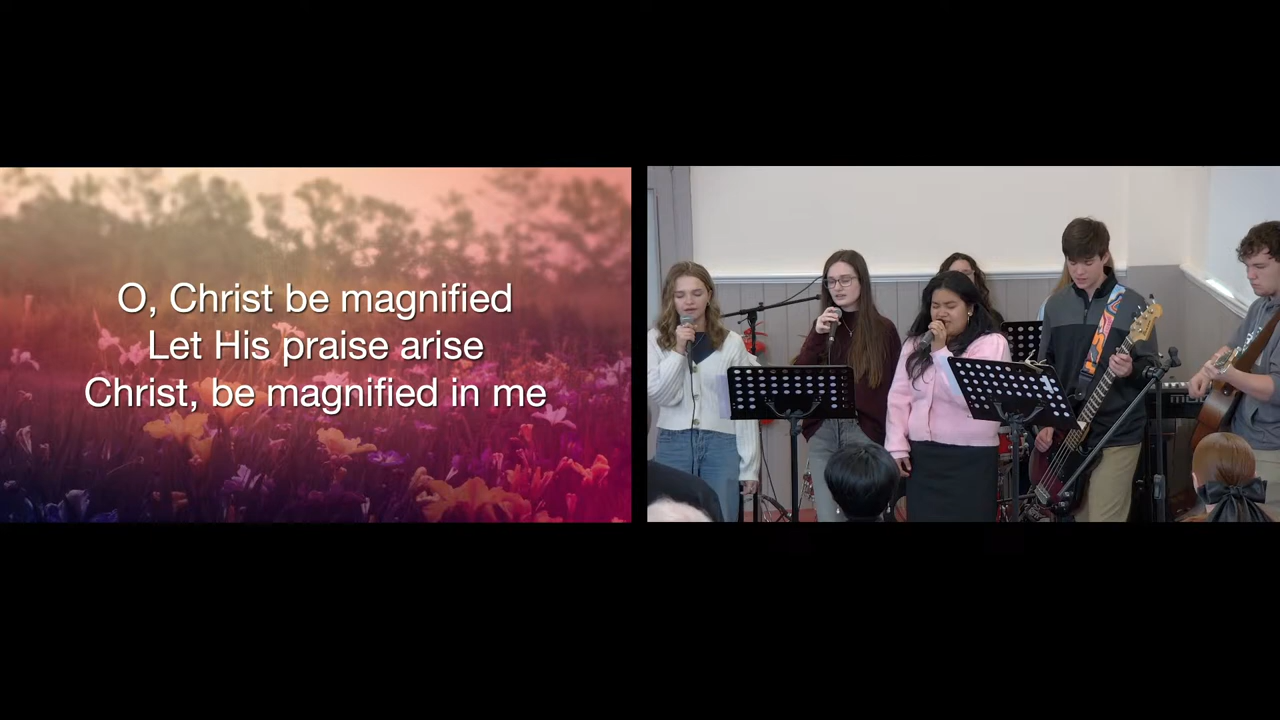 O, Christ be magnified
Let His praise arise
Christ, be magnified in me